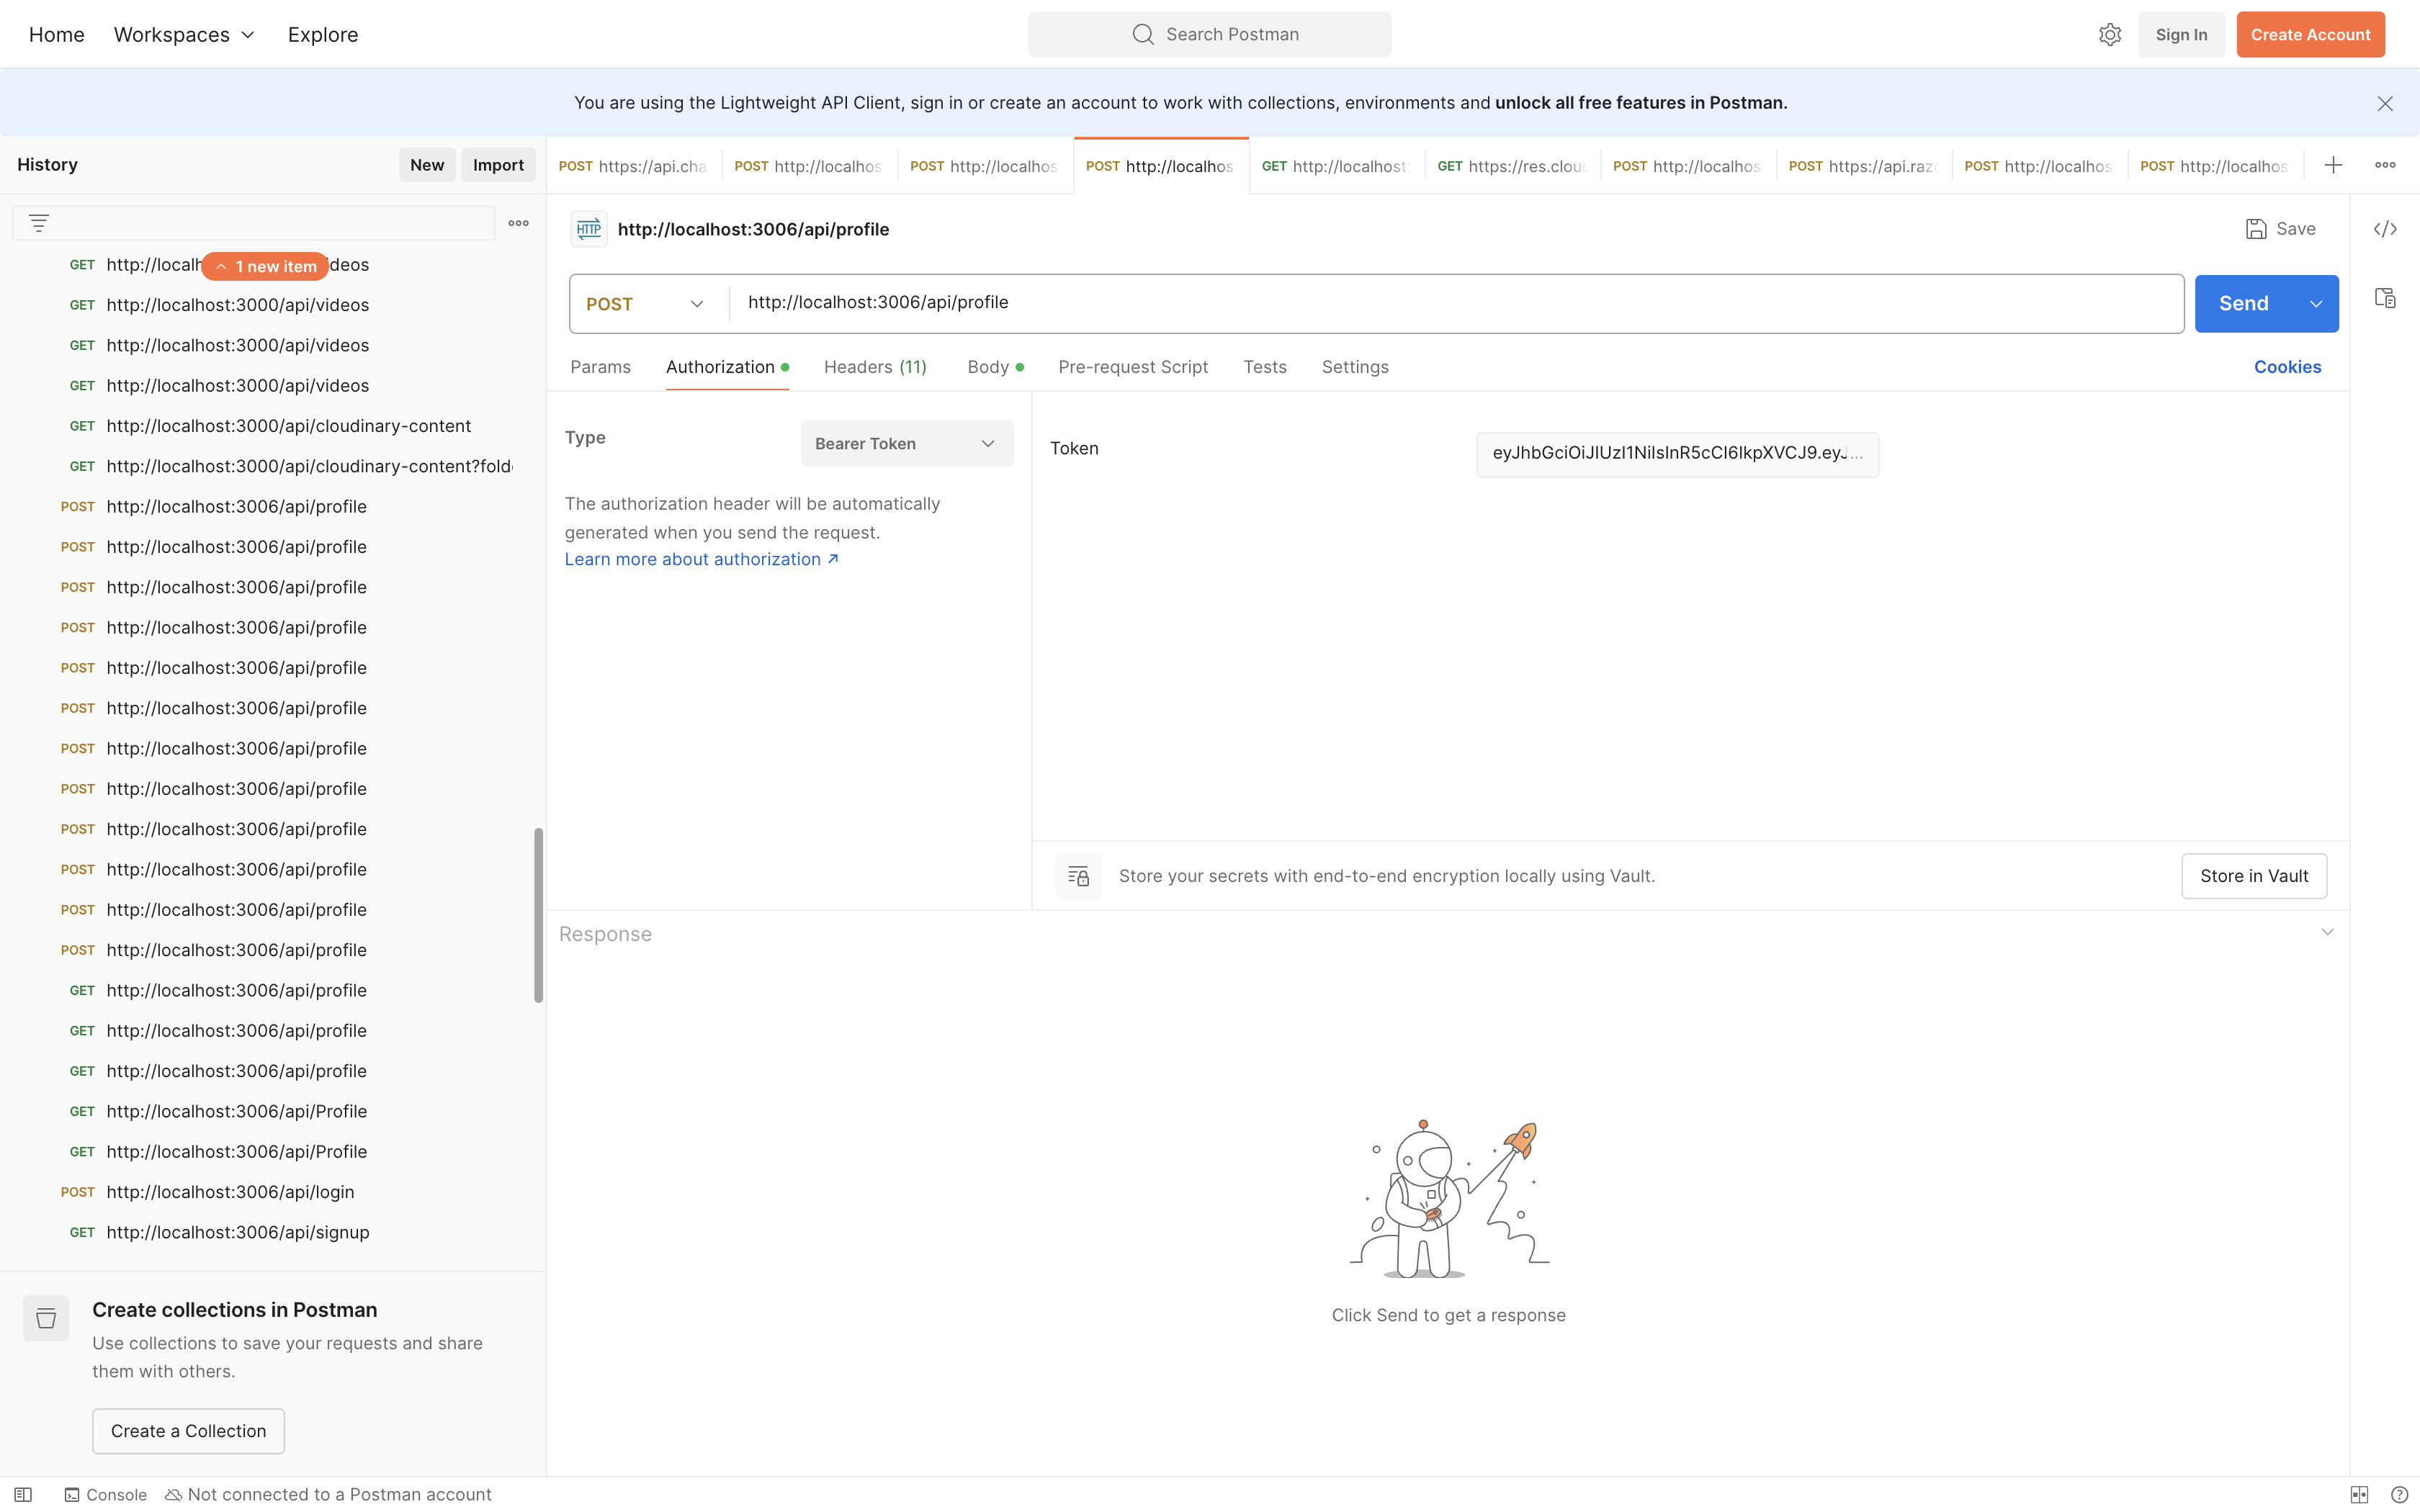 Home Workspaces Explore
Search Postman
Sign In Create Account
You are using the Lightweight API Client, sign in or create an account to work with collections, environments and unlock all free features in Postman.
History New Import
POST https://api.cha POST http://localhos POST http://localhos POST http://localhos GET http://localhost: GET https://res.clou POST http://localhos POST https://api.raz POST http://localhos POST http://localhos
HTTP http://localhost:3006/api/profile
Save
POST http://localhost:3006/api/profile
Send
Params Authorization Headers (11) Body Pre-request Script Tests Settings
Cookies
Type Bearer Token
The authorization header will be automatically
generated when you send the request.
Learn more about authorization
Token
Store your secrets with end-to-end encryption locally using Vault.
Store in Vault
Response
Click Send to get a response
GET http://localh ideos
1 new item
GET http://localhost:3000/api/videos
GET http://localhost:3000/api/videos
GET http://localhost:3000/api/videos
GET http://localhost:3000/api/cloudinary-content
GET http://localhost:3000/api/cloudinary-content?fold
POST http://localhost:3006/api/profile
POST http://localhost:3006/api/profile
POST http://localhost:3006/api/profile
POST http://localhost:3006/api/profile
POST http://localhost:3006/api/profile
POST http://localhost:3006/api/profile
POST http://localhost:3006/api/profile
POST http://localhost:3006/api/profile
POST http://localhost:3006/api/profile
POST http://localhost:3006/api/profile
POST http://localhost:3006/api/profile
POST http://localhost:3006/api/profile
GET http://localhost:3006/api/profile
GET http://localhost:3006/api/profile
GET http://localhost:3006/api/profile
GET http://localhost:3006/api/Profile
GET http://localhost:3006/api/Profile
POST http://localhost:3006/api/login
GET http://localhost:3006/api/signup
Create collections in Postman
Use collections to save your requests and share
them with others.
Create a Collection
Console Not connected to a Postman account